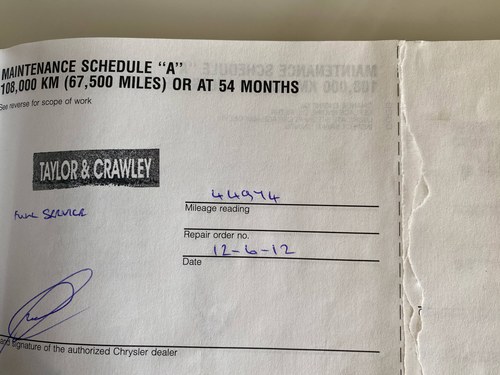 MAINTENANCE SCHEDULE “A”
108,000 KM (67,500 MILES) OR AT 54 MONTHS
See reverse for scope of work
TAYLOR & CRAWLEY
44974
Mileage reading
FULL SERVICE
Repair order no.
12-6-12
Date
and signature of the authorized Chrysler dealer